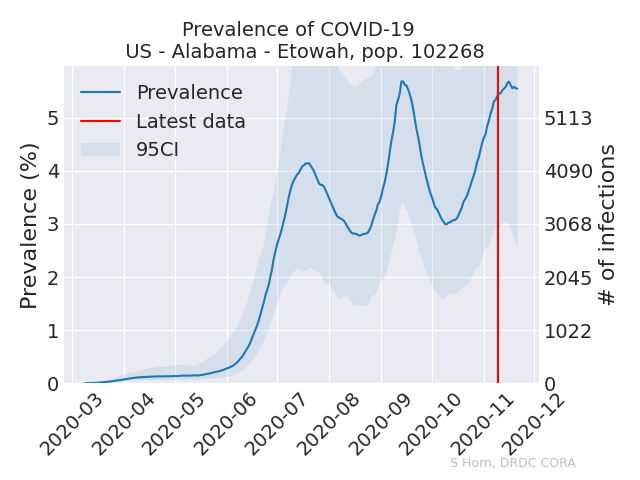 Prevalence of COVID-19
US - Alabama - Etowah, pop. 102268
Prevalence
Latest data
95CI
Prevalence (%)
5
4
3
2
1
0
5113
4090
3068
2045
1022
0
# of infections
2020-03
2020-04
2020-05
2020-06
2020-07
2020-08
2020-09
2020-10
2020-11
2020-12
S Horn, DRDC CORA